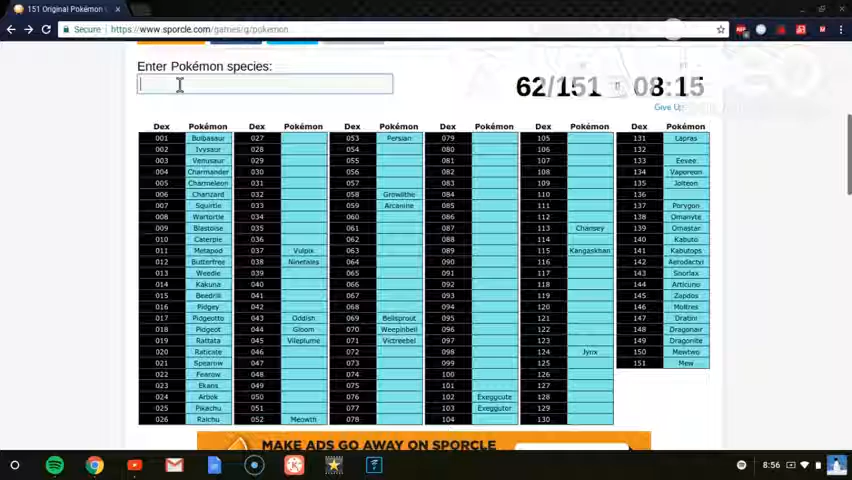 151 Original Pokémon
Secure | https://www.sporcle.com/games/g/pokemon
Enter Pokémon species:
62/151
08:15
Give Up
Dex Pokémon Dex Pokémon Dex Pokémon Dex Pokémon Dex Pokémon Dex Pokémon
001 Bulbasaur 027 053 Persian 079 105 131 Lapras
002 Ivysaur 028 054 080 106 132
003 Venusaur 029 055 081 107 133 Eevee
004 Charmander 030 056 082 108 134 Vaporeon
005 Charmeleon 031 057 083 109 135 Jolteon
006 Charizard 032 058 Growlithe 084 110 136
007 Squirtle 033 059 Arcanine 085 111 137 Porygon
008 Wartortle 034 060 086 112 138 Omanyte
009 Blastoise 035 061 087 113 Chansey 139 Omastar
010 Caterpie 036 062 088 114 140 Kabuto
011 Metapod 037 Vulpix 063 089 115 Kangaskhan 141 Kabutops
012 Butterfree 038 Ninetales 064 090 116 142 Aerodactyl
013 Weedle 039 065 091 117 143 Snorlax
014 Kakuna 040 066 092 118 144 Articuno
015 Beedrill 041 067 093 119 145 Zapdos
016 Pidgey 042 068 094 120 146 Moltres
017 Pidgeotto 043 Oddish 069 Bellsprout 095 121 147 Dratini
018 Pidgeot 044 Gloom 070 Weepinbell 096 122 148 Dragonair
019 Rattata 045 Vileplume 071 Victreebel 097 123 149 Dragonite
020 Raticate 046 072 098 124 Jynx 150 Mewtwo
021 Spearow 047 073 099 125 151 Mew
022 Fearow 048 074 100 126
023 Ekans 049 075 101 127
024 Arbok 050 076 102 Exeggcute 128
025 Pikachu 051 077 103 Exeggutor 129
026 Raichu 052 Meowth 078 104 130
MAKE ADS GO AWAY ON SPORCLE
8:56